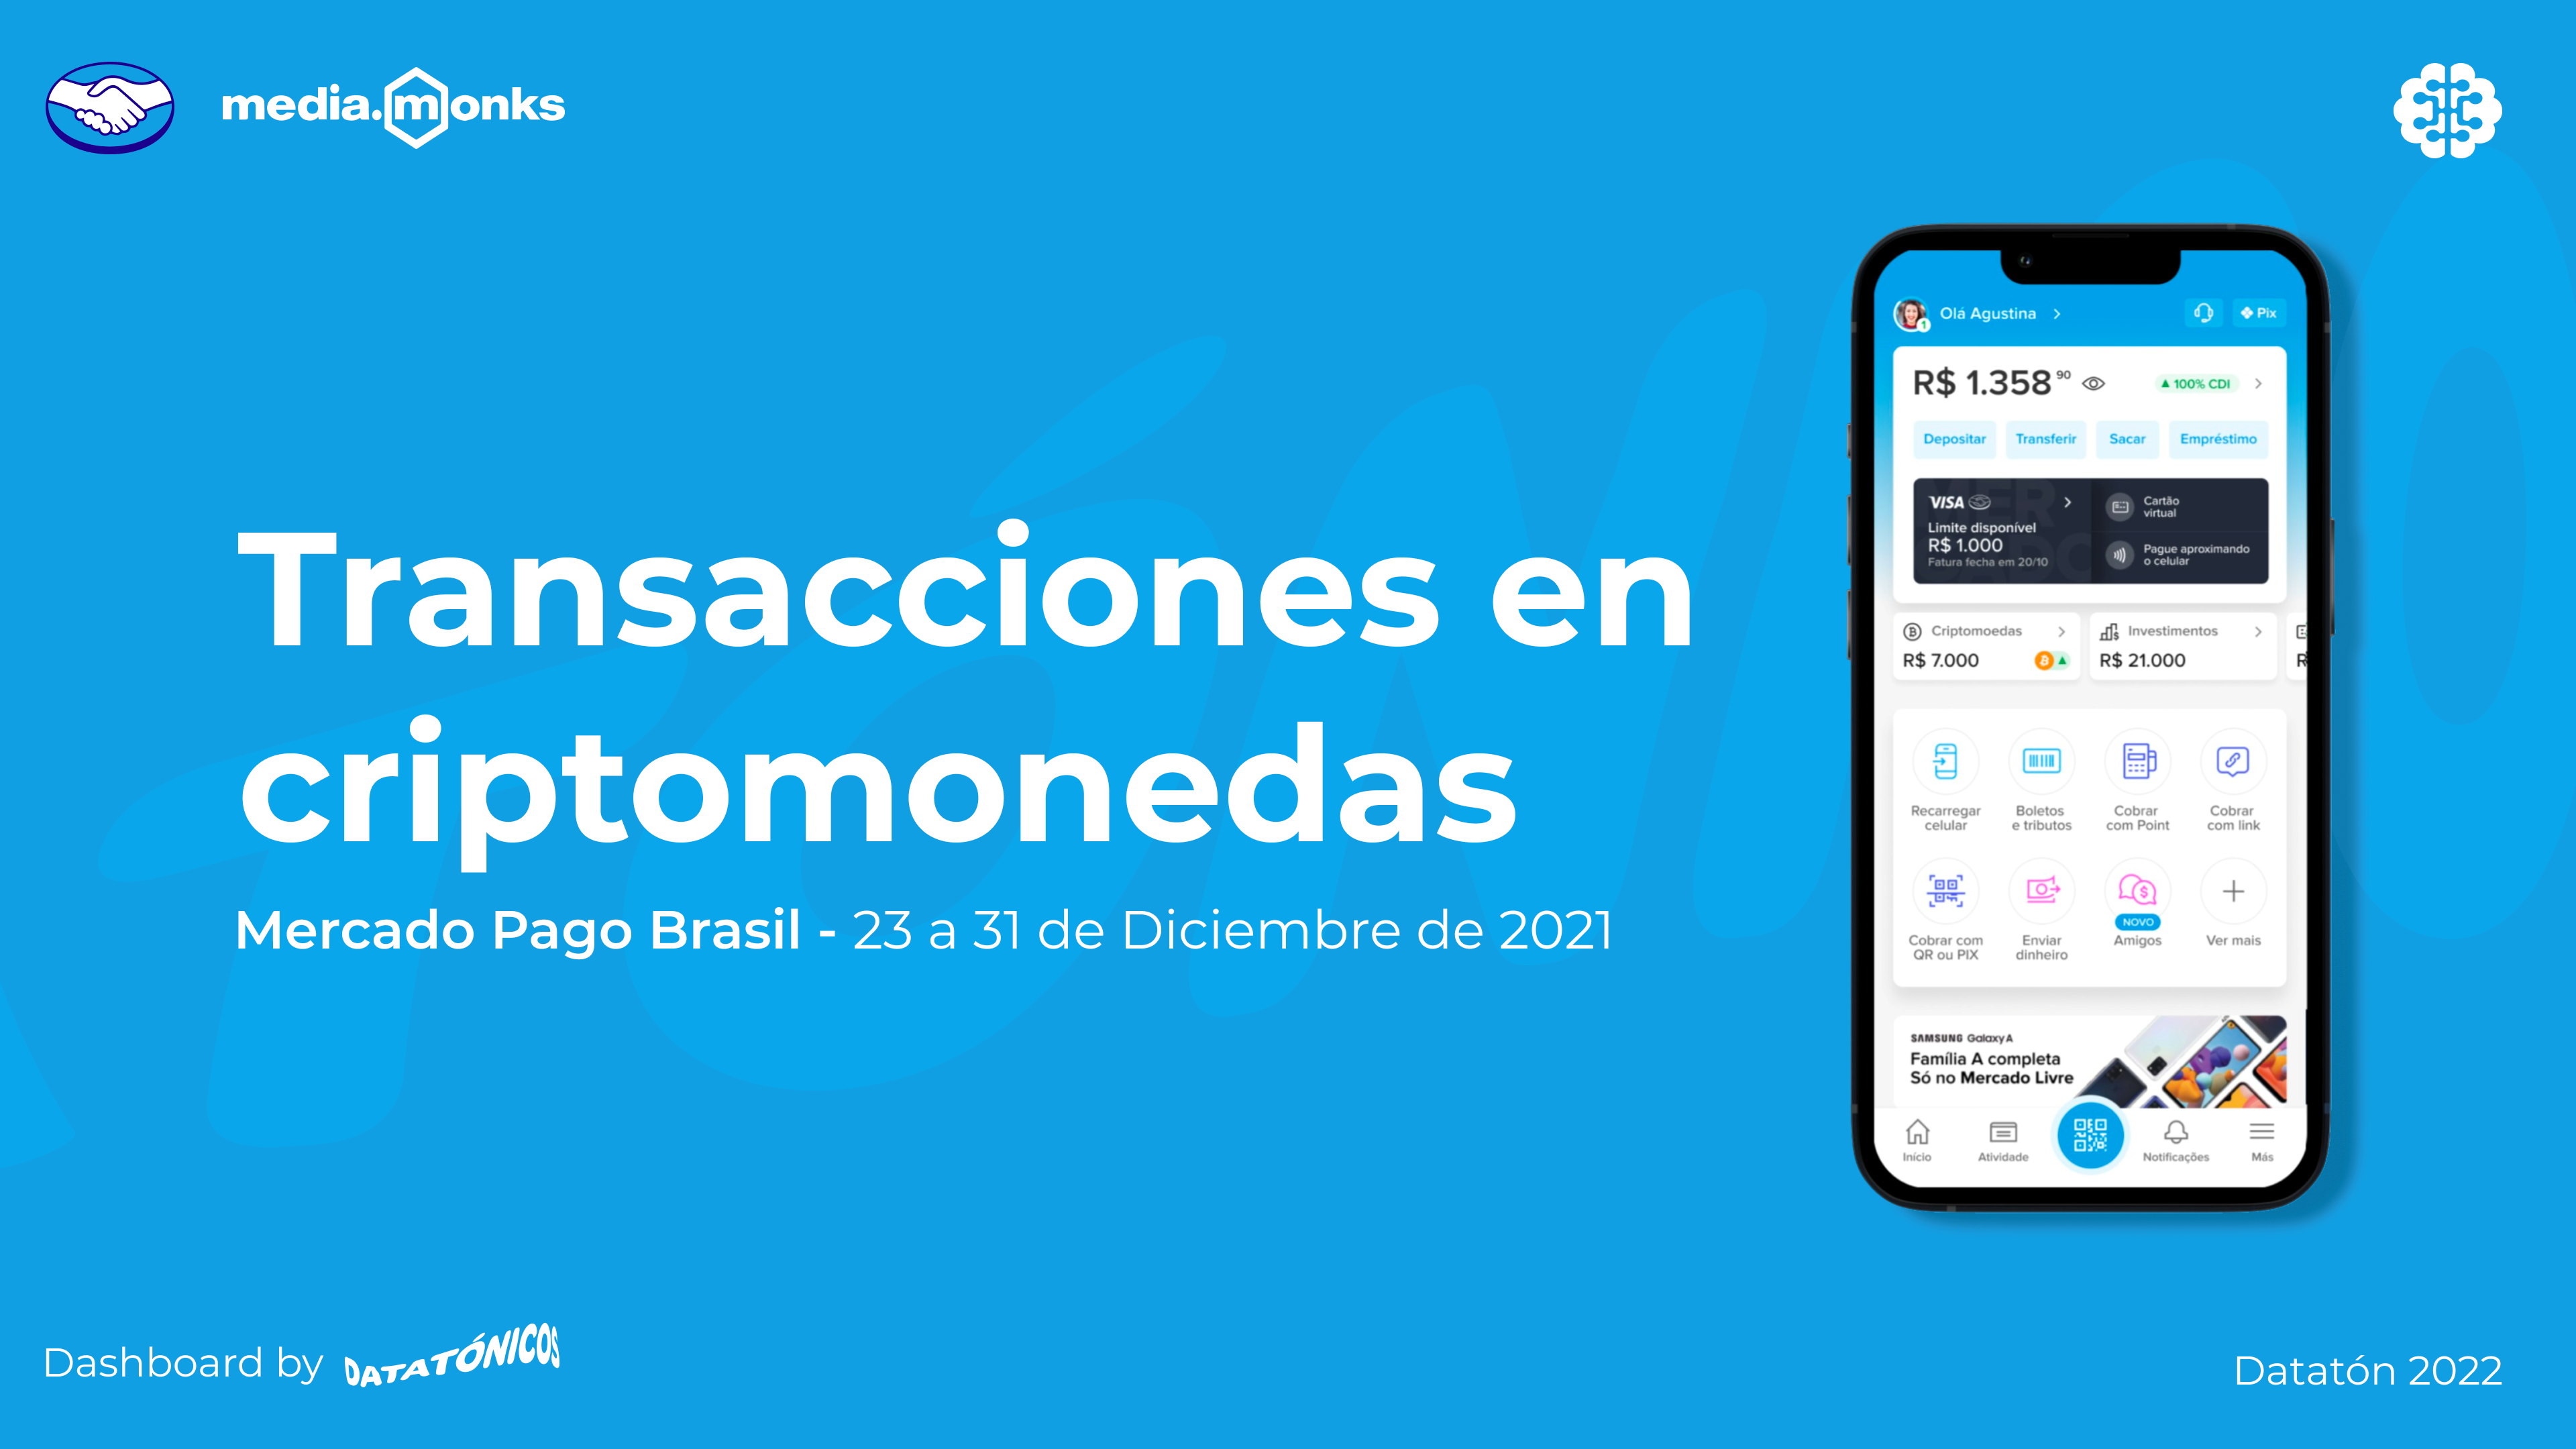 media.monks
Transacciones en
criptomonedas
Mercado Pago Brasil - 23 a 31 de Diciembre de 2021
Dashboard by DATATÓNICOS
Datatón 2022
1
Olá Agustina
Pix
R$ 1.358 90
100% CDI
Depositar
Transferir
Sacar
Empréstimo
VISA
Limite disponível
R$ 1.000
Fatura fecha em 20/10
Cartão
virtual
Pague aproximando
o celular
Criptomoedas
R$ 7.000
Investimentos
R$ 21.000
Recarregar
celular
Boletos
e tributos
Cobrar
com Point
Cobrar
com link
Cobrar com
QR ou PIX
Enviar
dinheiro
NOVO
Amigos
Ver mais
SAMSUNG Galaxy A
Família A completa
Só no Mercado Livre
Início
Atividade
Notificações
Más